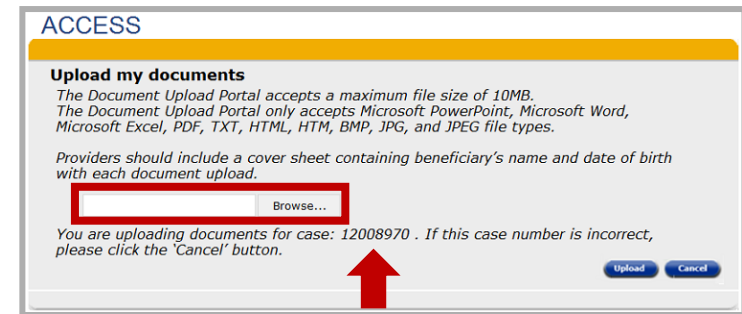 ACCESS
Upload my documents
The Document Upload Portal accepts a maximum file size of 10MB.
The Document Upload Portal only accepts Microsoft PowerPoint, Microsoft Word,
Microsoft Excel, PDF, TXT, HTML, HTM, BMP, JPG, and JPEG file types.
Providers should include a cover sheet containing beneficiary’s name and date of birth
with each document upload.
Browse...
You are uploading documents for case: 12008970 . If this case number is incorrect,
please click the ‘Cancel’ button.
Upload Cancel